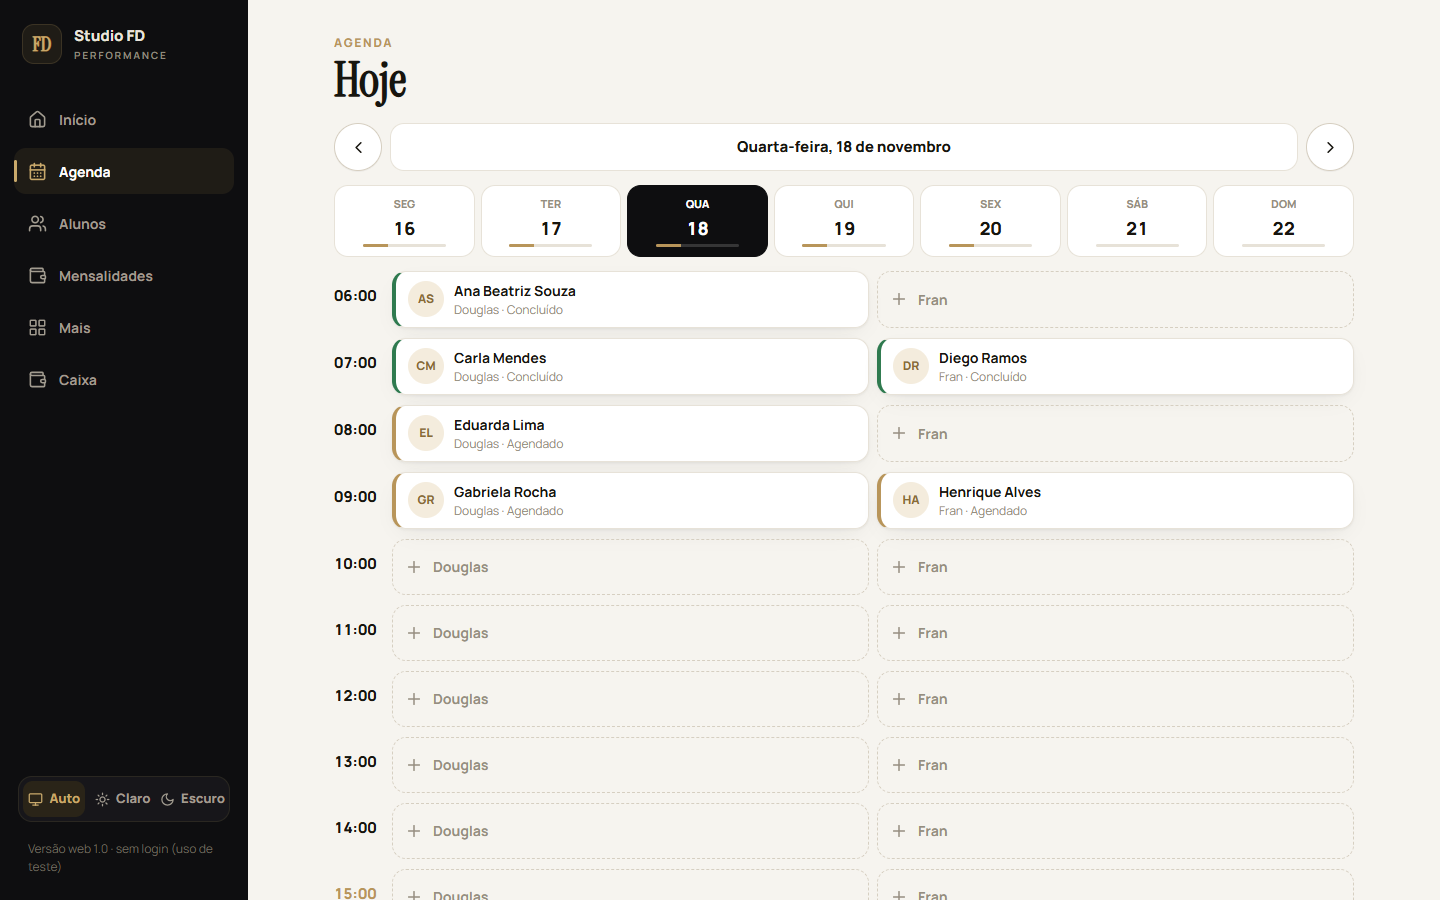 FD
Studio FD
PERFORMANCE
Início
Agenda
Alunos
Mensalidades
Mais
Caixa
Auto
Claro
Escuro
Versão web 1.0 · sem login (uso de
teste)
AGENDA
Hoje
Quarta-feira, 18 de novembro
SEG
16
TER
17
QUA
18
QUI
19
SEX
20
SÁB
21
DOM
22
06:00
AS
Ana Beatriz Souza
Douglas · Concluído
Fran
07:00
CM
Carla Mendes
Douglas · Concluído
DR
Diego Ramos
Fran · Concluído
08:00
EL
Eduarda Lima
Douglas · Agendado
Fran
09:00
GR
Gabriela Rocha
Douglas · Agendado
HA
Henrique Alves
Fran · Agendado
10:00
Douglas
Fran
11:00
Douglas
Fran
12:00
Douglas
Fran
13:00
Douglas
Fran
14:00
Douglas
Fran
15:00
Douglas
Fran